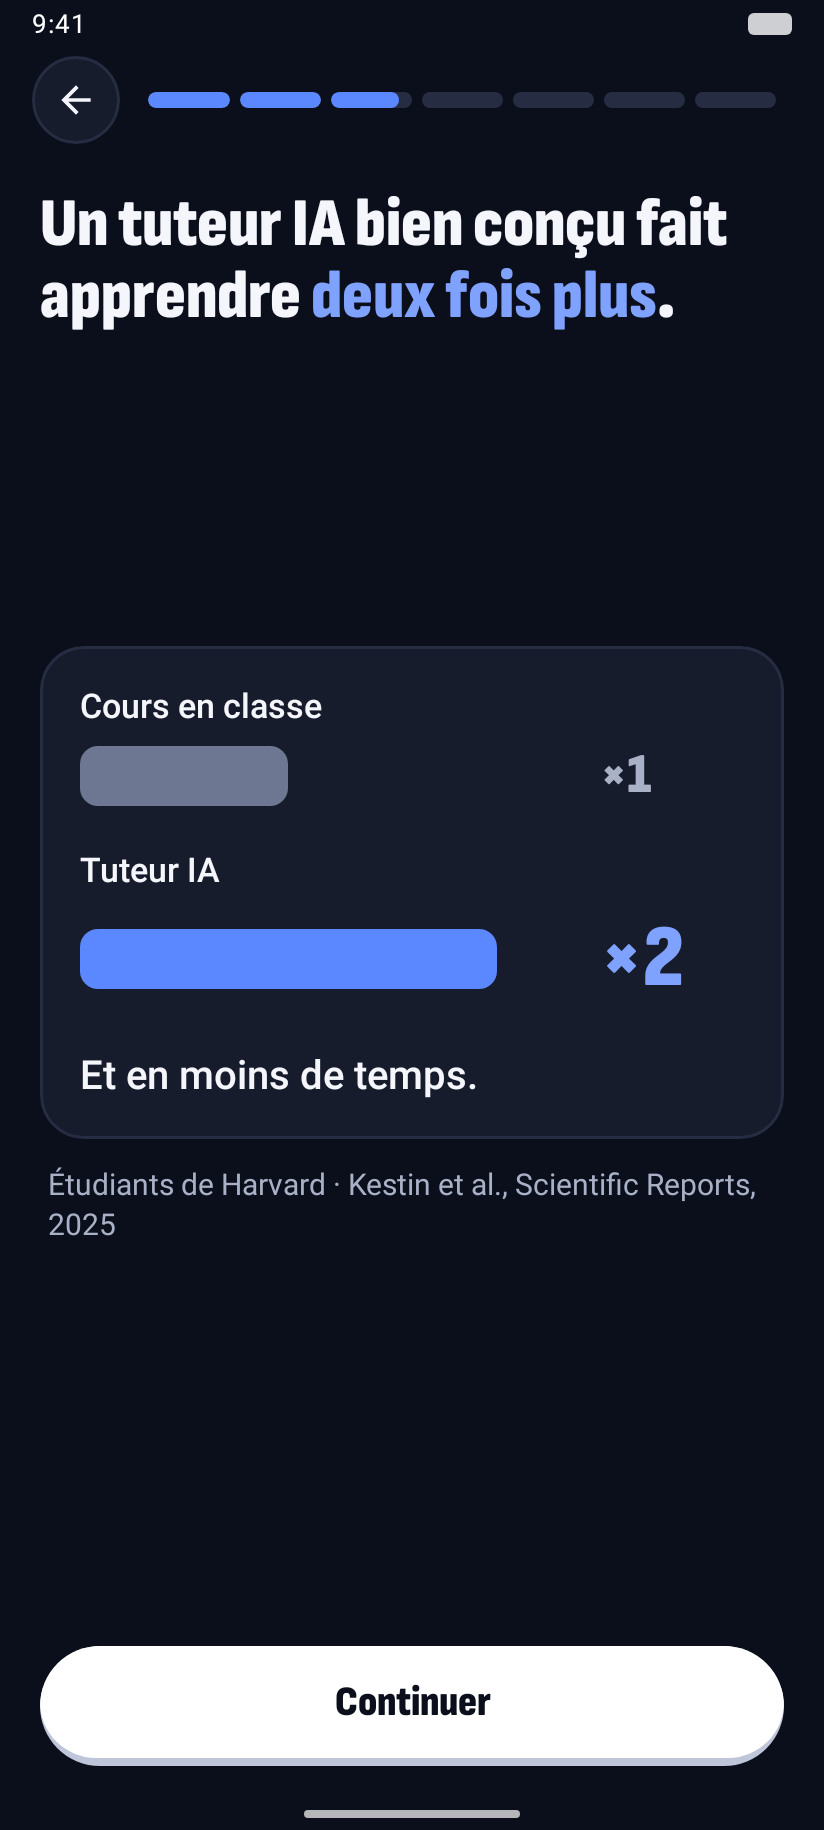 9:41
Un tuteur IA bien conçu fait
apprendre deux fois plus.
Cours en classe
×1
Tuteur IA
×2
Et en moins de temps.
Étudiants de Harvard · Kestin et al., Scientific Reports,
2025
Continuer